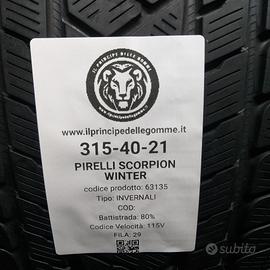 IL PRINCIPE DELLE GOMME
www.ilprincipedellegomme.it
315-40-21
PIRELLI SCORPION
WINTER
codice prodotto: 63135
Tipo: INVERNALI
COD:
Battistrada: 80%
Codice Velocità: 115V
FILA: 29
subito